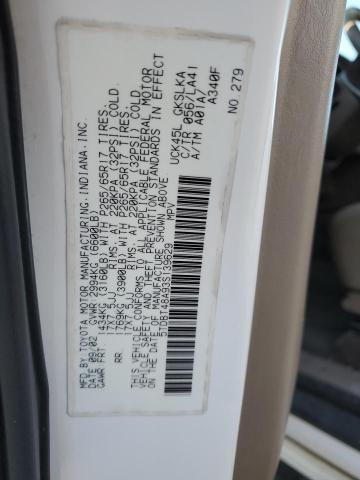 MFD BY:TOYOTA MOTOR MANUFACTURING,INDIANA,INC.
DATE: 09/02 GVWR 2994KG (6600LB)
GAWR:FRT 1434KG (3160LB) WITH P265/65R17 TIRES,
17X7.5JJ RIMS, AT 220KPA (32PSI) COLD.
RR 1769KG (3900LB) WITH P265/65R17 TIRES,
17X7.5JJ RIMS, AT 220KPA (32PSI) COLD.
THIS VEHICLE CONFORMS TO ALL APPLICABLE FEDERAL MOTOR
VEHICLE SAFETY AND THEFT PREVENTION STANDARDS IN EFFECT
ON THE DATE OF MANUFACTURE SHOWN ABOVE.
5TDBT48A93S139629 MPV
UCK45L GKSLKA
C/TR 056/LA41
A/TM A01A/ A340F
NO.279